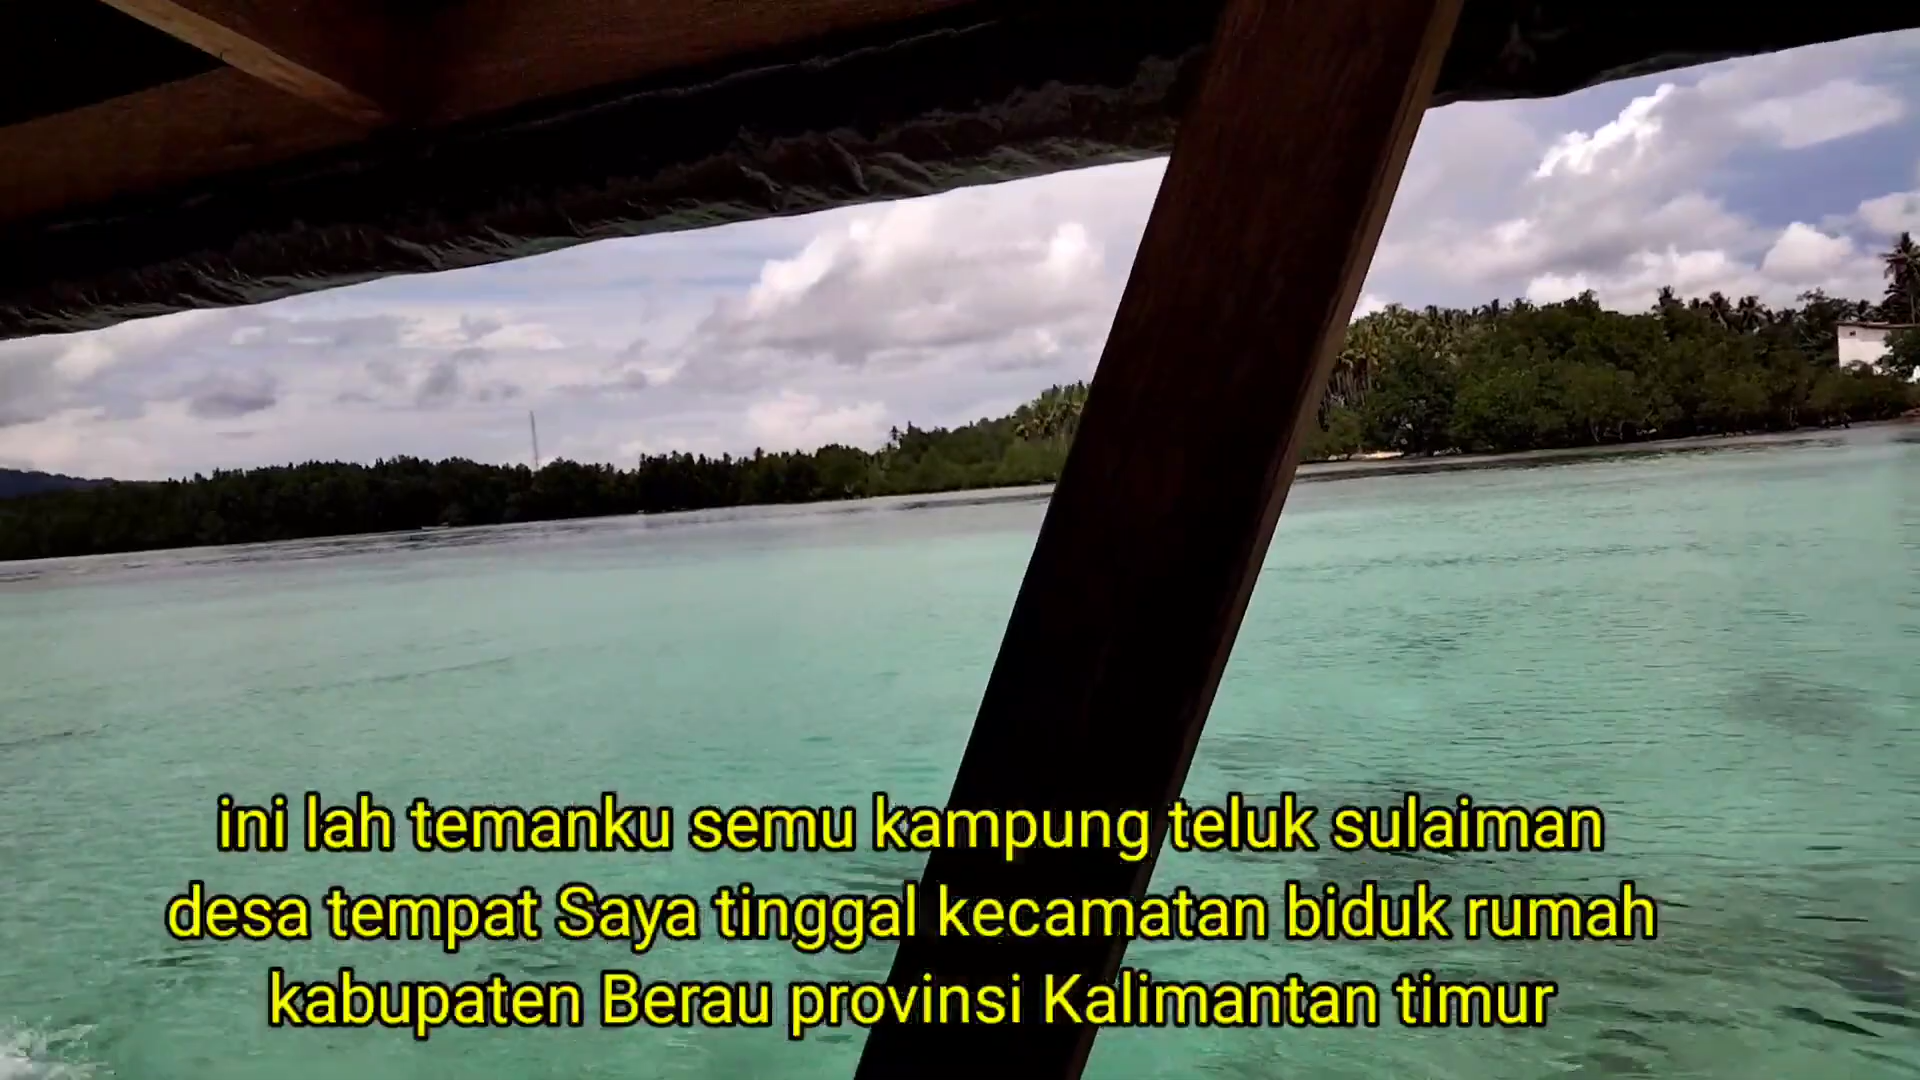 ini lah temanku semu kampung teluk sulaiman
desa tempat Saya tinggal kecamatan biduk rumah
kabupaten Berau provinsi Kalimantan timur